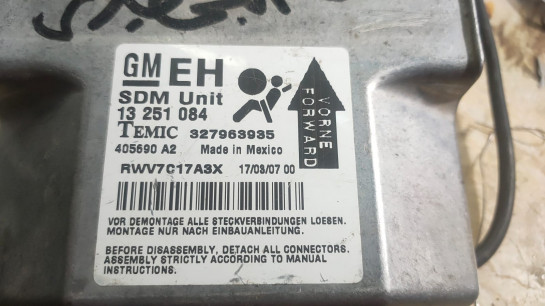 GM EH
SDM Unit
13 251 084
TEMIC 327963935
405690 A2 Made in Mexico
RWV7C17A3X 17/08/07 00
VORNE
FORWARD
VOR DEMONTAGE ALLE STECKVERBINDUNGEN LOESEN.
MONTAGE NUR NACH EINBAUANLEITUNG.
BEFORE DISASSEMBLY, DETACH ALL CONNECTORS.
ASSEMBLY STRICTLY ACCORDING TO MANUAL
INSTRUCTIONS.